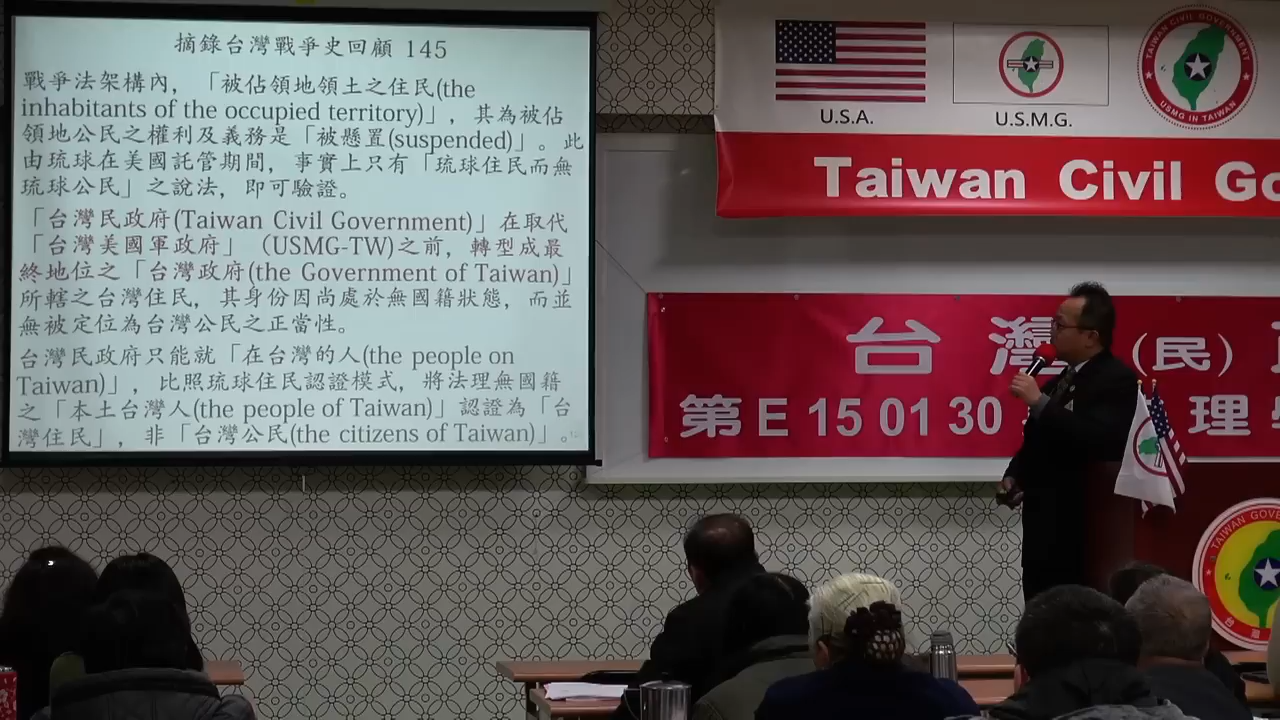 摘錄台灣戰爭史回顧 145
戰爭法架構內，「被佔領地領土之住民(the
inhabitants of the occupied territory)」，其為被佔
領地公民之權利及義務是「被懸置(suspended)」。此
由琉球在美國託管期間，事實上只有「琉球住民而無
琉球公民」之說法，即可驗證。
「台灣民政府(Taiwan Civil Government)」在取代
「台灣美國軍政府」（USMG-TW)之前，轉型成最
終地位之「台灣政府(the Government of Taiwan)」
所轄之台灣住民，其身份因尚處於無國籍狀態，而並
無被定位為台灣公民之正當性。
台灣民政府只能就「在台灣的人(the people on
Taiwan)」，比照琉球住民認證模式，將法理無國籍
之「本土台灣人(the people of Taiwan)」認證為「台
灣住民」，非「台灣公民(the citizens of Taiwan)」。
U.S.A.
U.S.M.G.
TAIWAN CIVIL GOVERNMENT
USMG IN TAIWAN
Taiwan Civil Go
台灣(民)
第E 15 01 30 理
TAIWAN GOVE
台灣